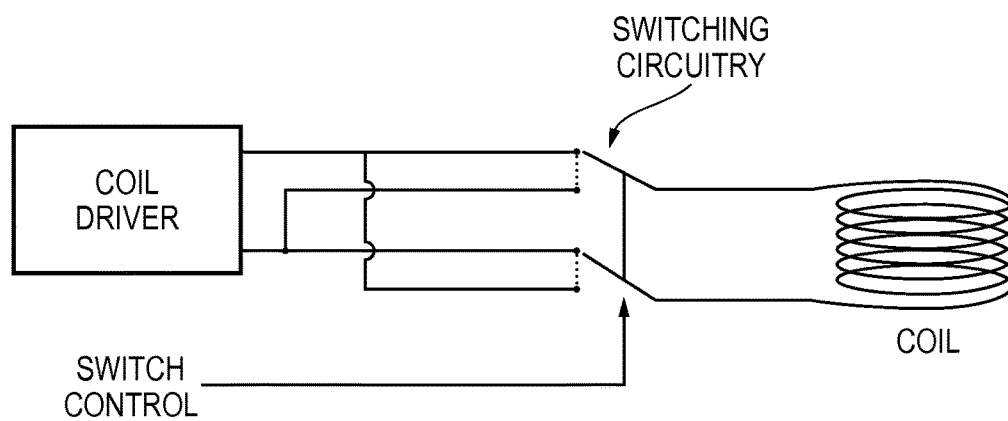 SWITCHING
CIRCUITRY
COIL
DRIVER
COIL
SWITCH
CONTROL